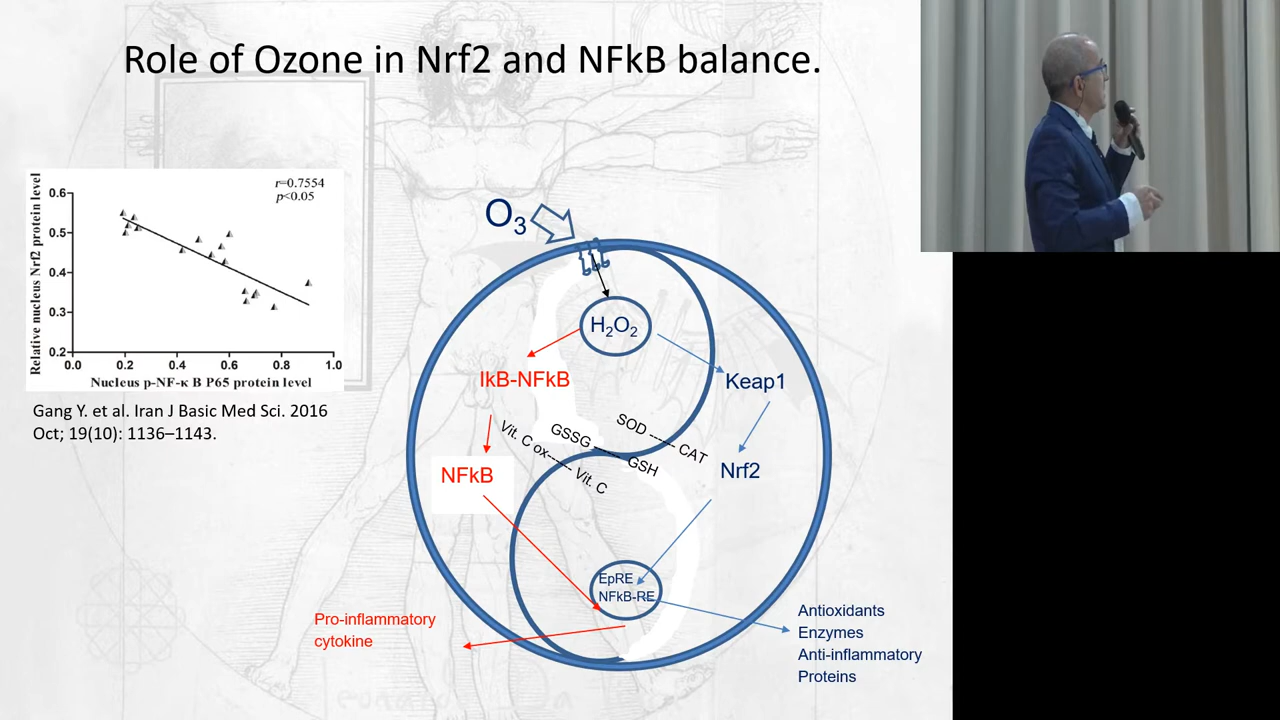 Role of Ozone in Nrf2 and NFkB balance.
r=0.7554
p<0.05
Relative nucleus Nrf2 protein level
0.6
0.5
0.4
0.3
0.2
0.0
0.2
0.4
0.6
0.8
1.0
Nucleus p-NF-κ B P65 protein level
Gang Y. et al. Iran J Basic Med Sci. 2016
Oct; 19(10): 1136–1143.
O3
H2O2
IkB-NFkB
Keap1
SOD ------ CAT
GSSG ------ GSH
Vit. C ox------ Vit. C
NFkB
Nrf2
EpRE
NFkB-RE
Pro-inflammatory
cytokine
Antioxidants
Enzymes
Anti-inflammatory
Proteins